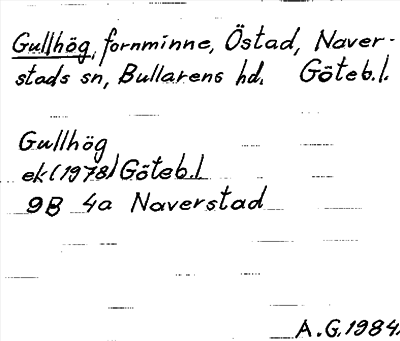 Gullhög, fornminne, Östad, Naver-
stads sn, Bullarens hd. Göteb.l.
Gullhög
ek (1978) Göteb.l
9B 4a Naverstad
A.G. 1984.